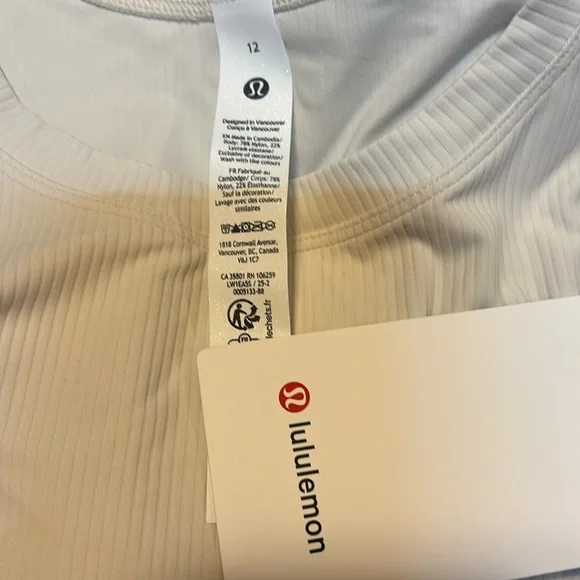 12
Designed in Vancouver
Conçu à Vancouver
EN Made in Cambodia/
Body: 78% Nylon, 22%
Lycra® elastane/
Exclusive of decoration/
Wash with like colours
FR Fabriqué au
Cambodge/ Corps: 78%
Nylon, 22% Élasthanne/
Sauf la décoration/
Lavage avec des couleurs
similaires
1818 Cornwall Avenue,
Vancouver, BC, Canada
V6J 1C7
CA 35801 RN 106259
LW1EA5S / 25-2
0005133-88
lechets.fr
lululemon